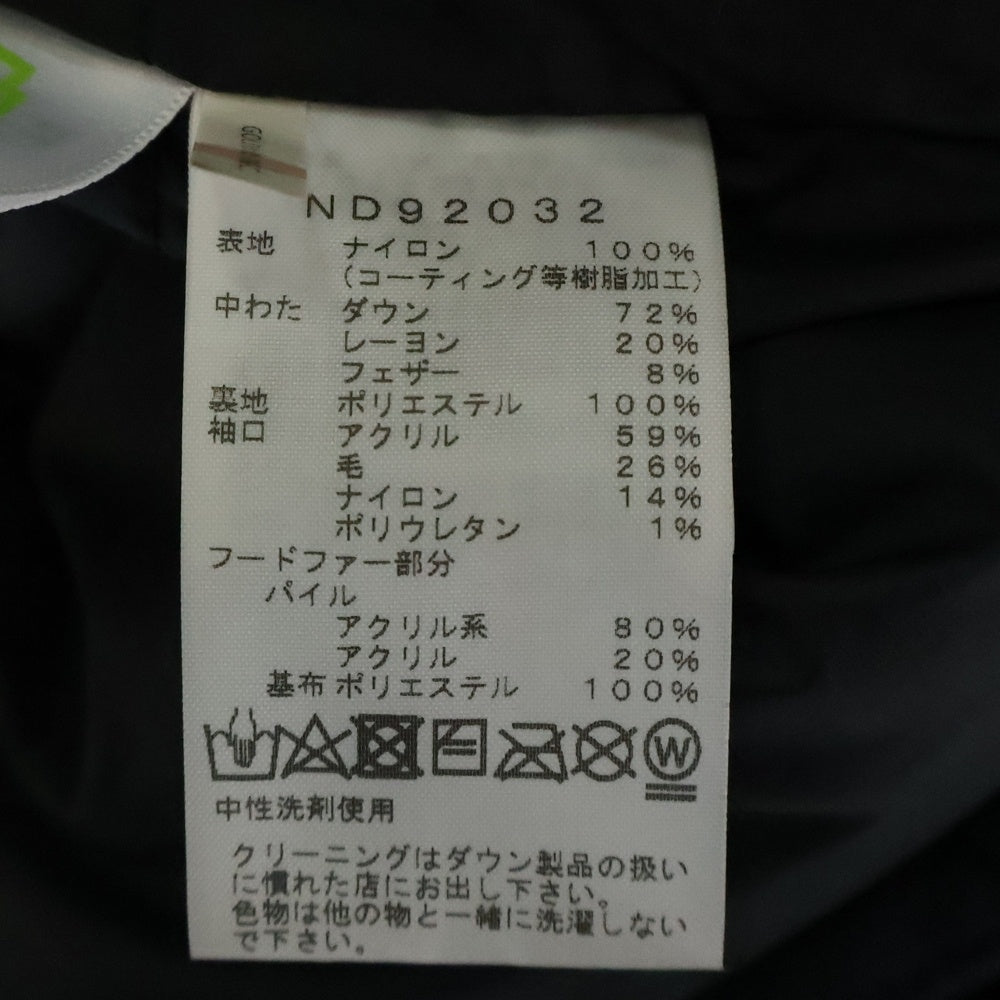 ND92032
表地 ナイロン 100%
(コーティング等樹脂加工)
中わた ダウン 72%
レーヨン 20%
フェザー 8%
裏地 ポリエステル 100%
袖口 アクリル 59%
毛 26%
ナイロン 14%
ポリウレタン 1%
フードファー部分
パイル
アクリル系 80%
アクリル 20%
基布 ポリエステル 100%
W
中性洗剤使用
クリーニングはダウン製品の扱い
に慣れた店にお出し下さい。
色物は他の物と一緒に洗濯しない
で下さい。